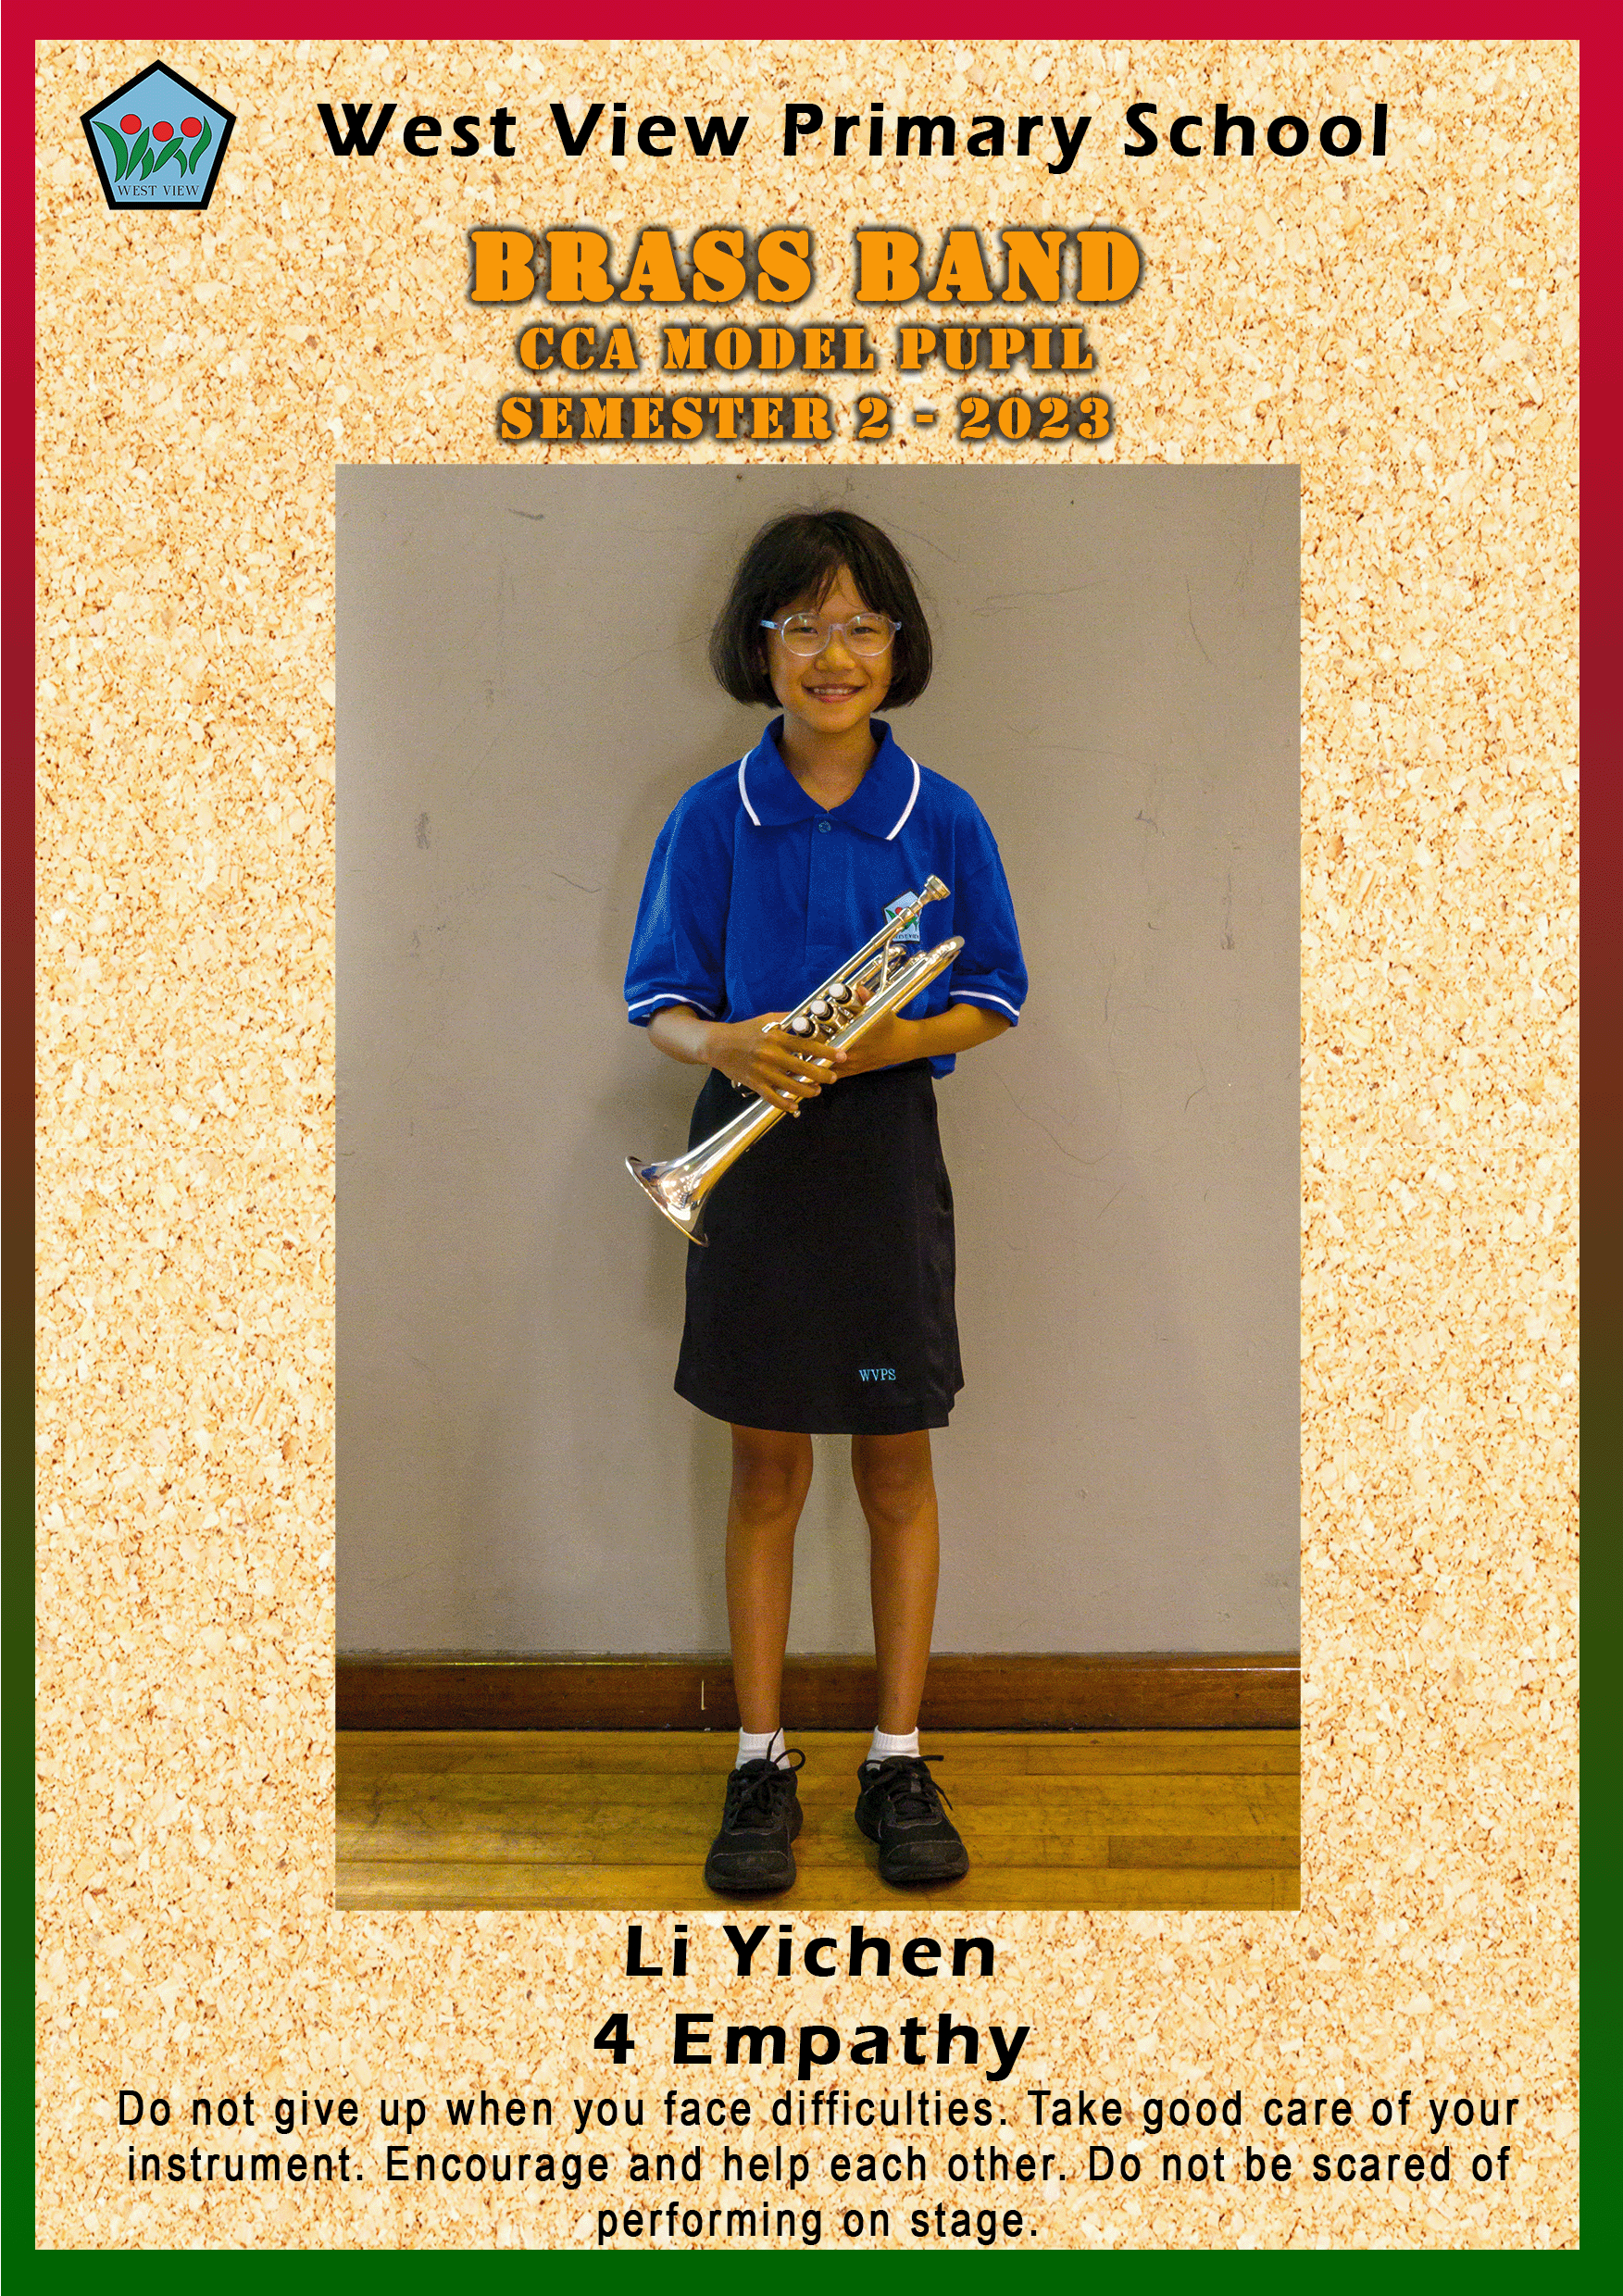 WEST VIEW
West View Primary School
BRASS BAND
CCA MODEL PUPIL
SEMESTER 2 - 2023
WVPS
Li Yichen
4 Empathy
Do not give up when you face difficulties. Take good care of your
instrument. Encourage and help each other. Do not be scared of
performing on stage.